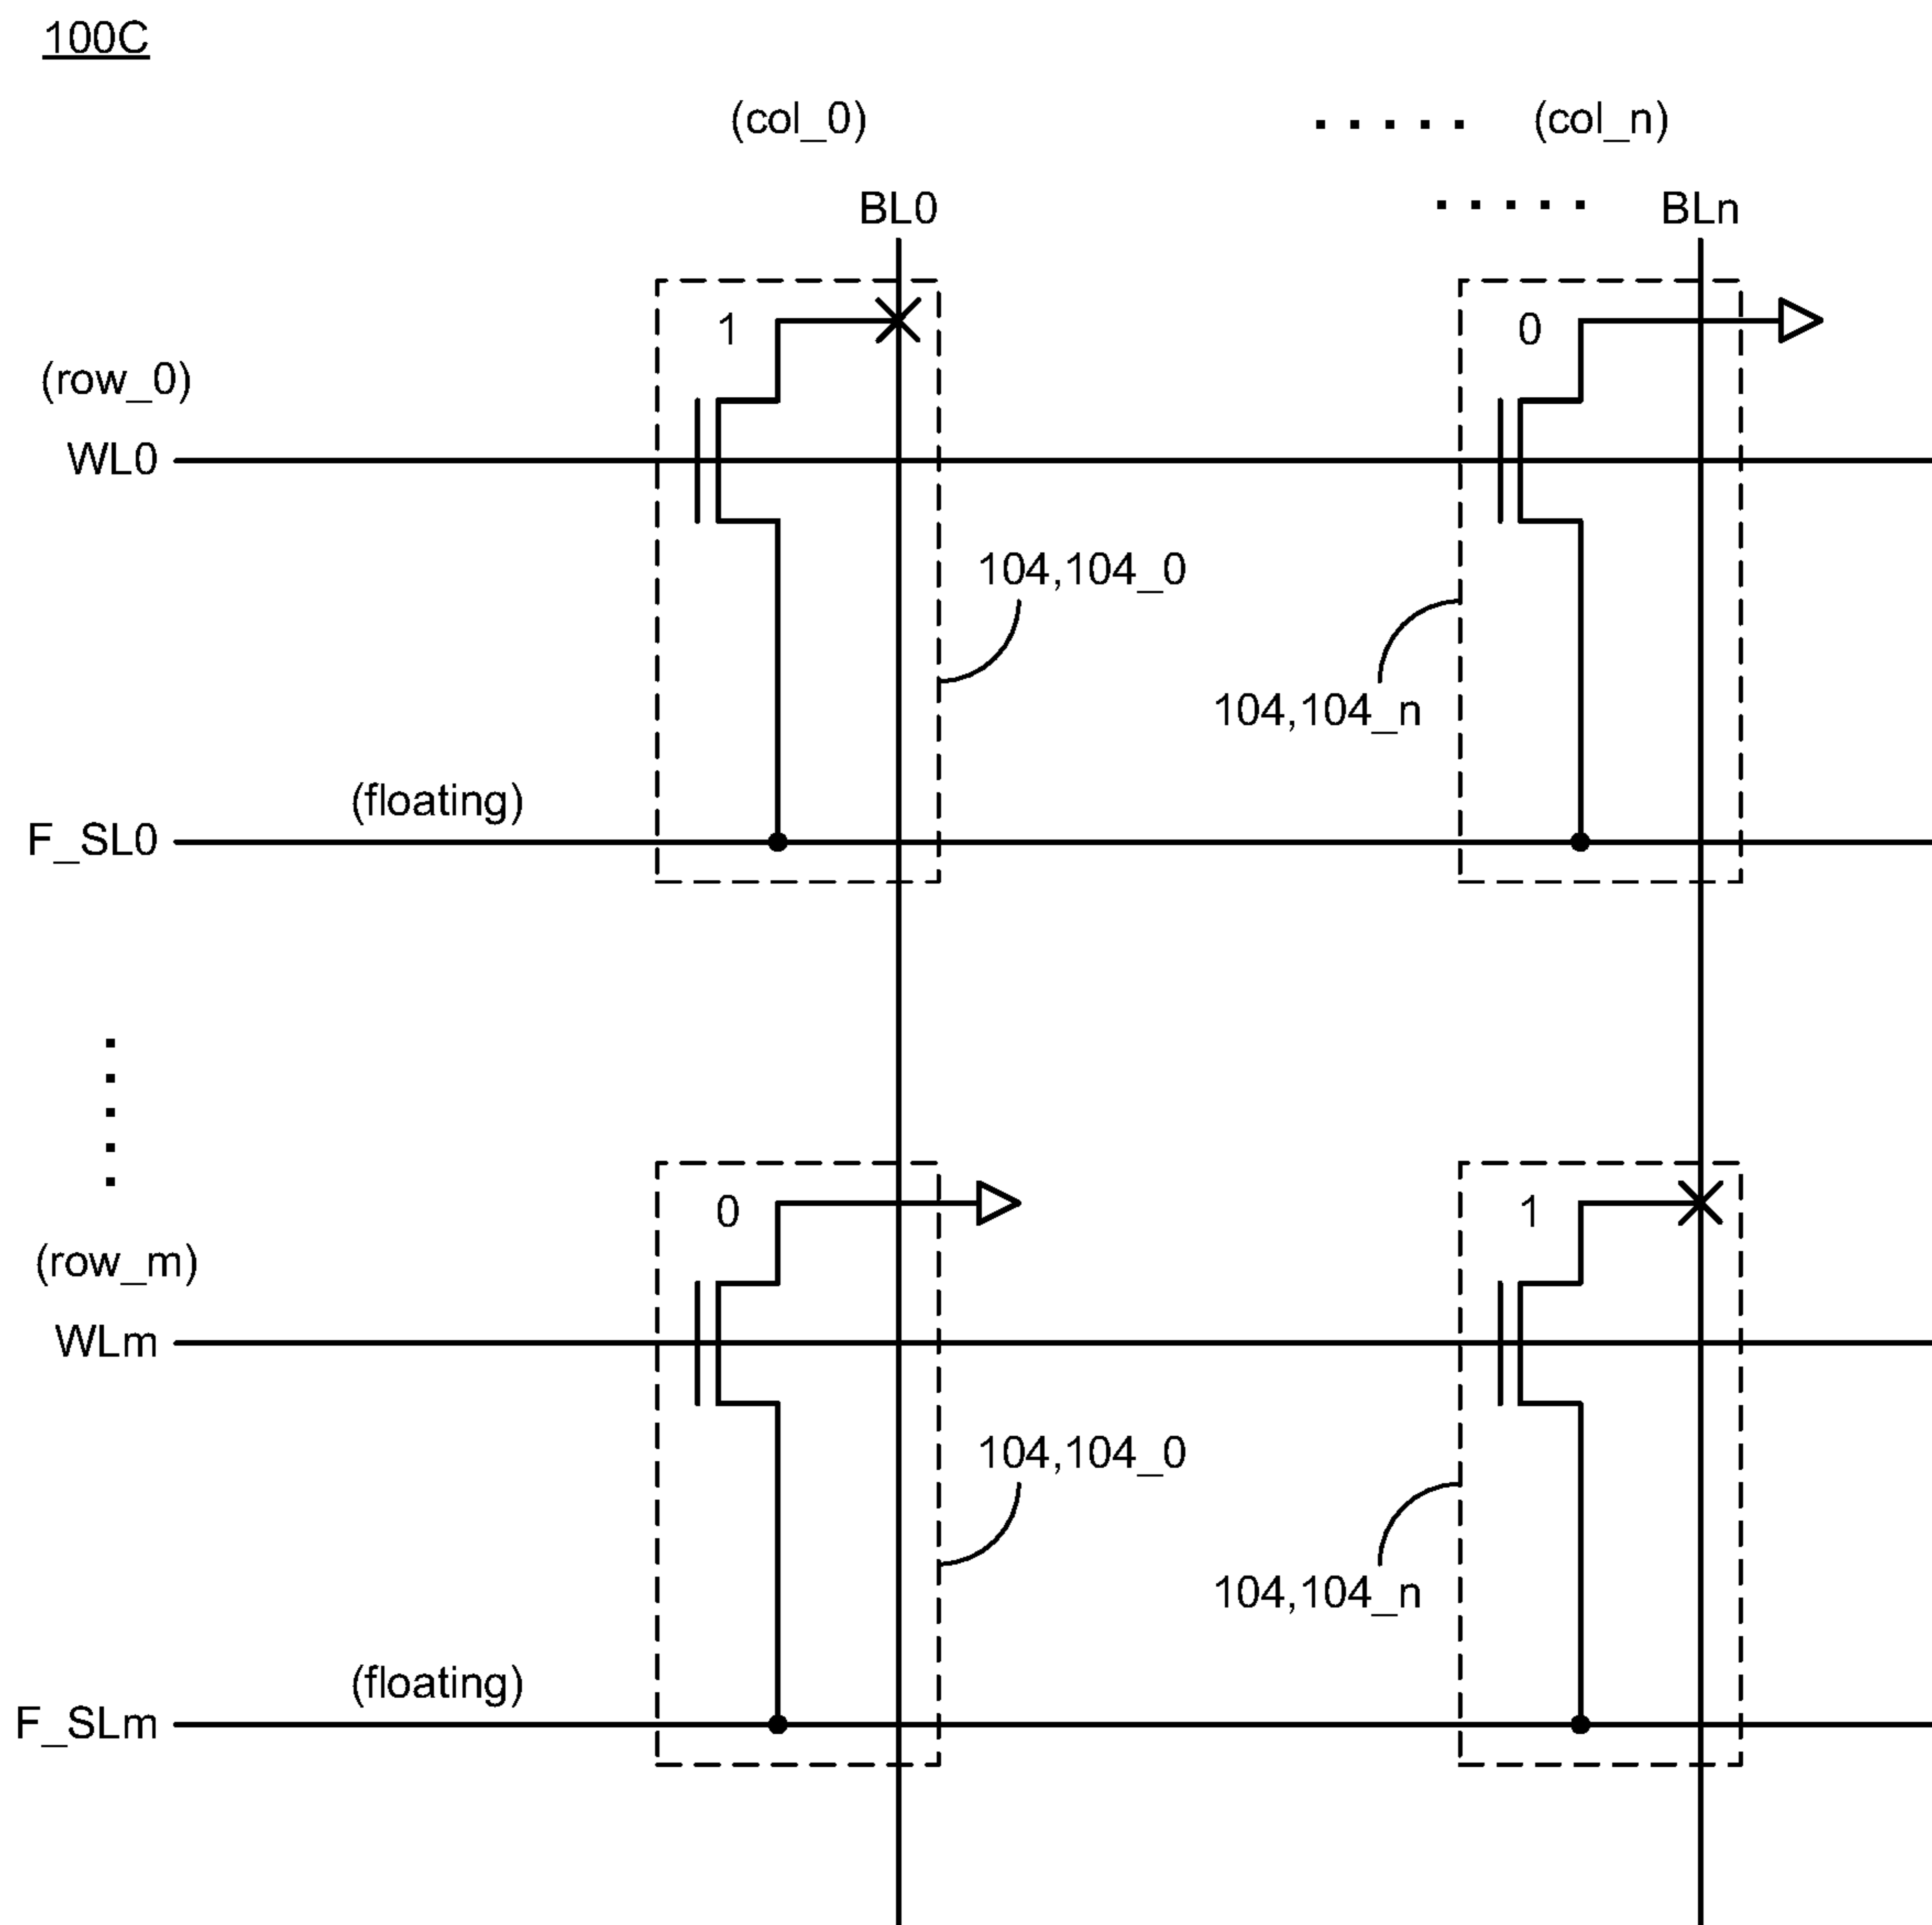 100C
(col_0) ..... (col_n)
BL0 ..... BLn
1
0
(row_0)
WL0
104,104_0
104,104_n
(floating)
F_SL0
0
1
(row_m)
WLm
104,104_0
104,104_n
(floating)
F_SLm